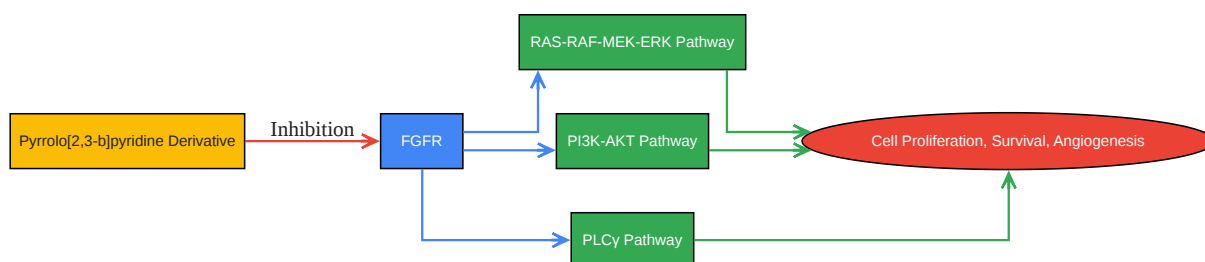 RAS-RAF-MEK-ERK Pathway
Pyrrolo[2,3-b]pyridine Derivative
Inhibition
FGFR
PI3K-AKT Pathway
Cell Proliferation, Survival, Angiogenesis
PLCγ Pathway